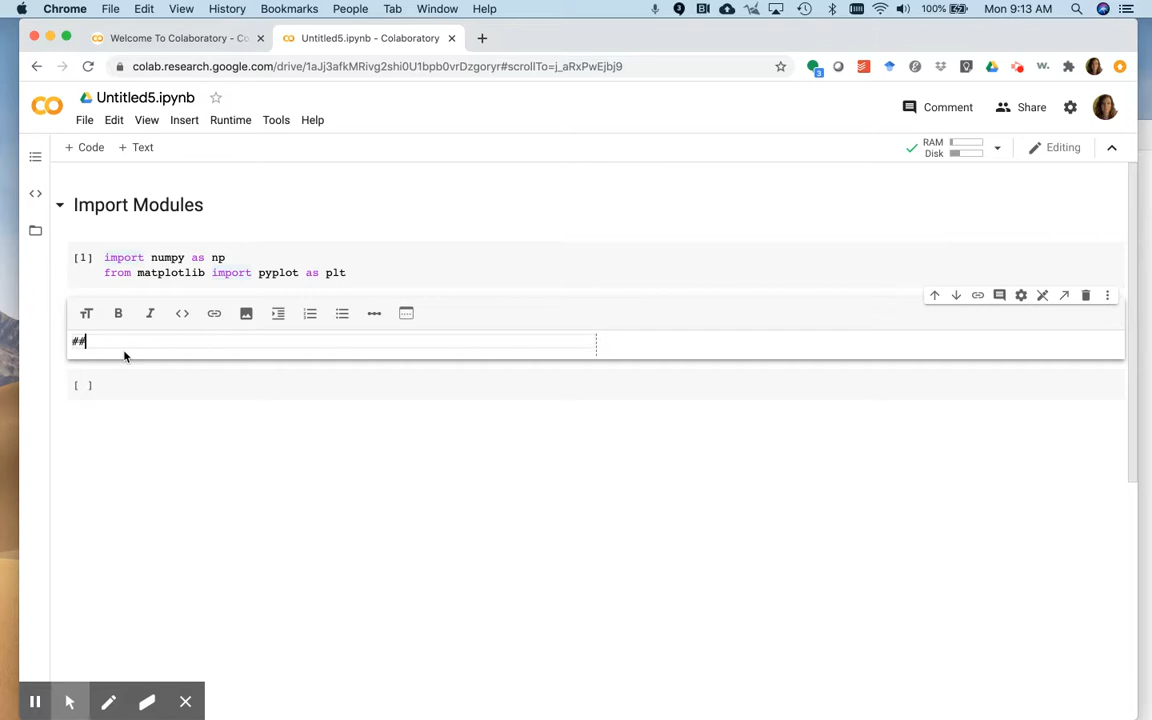 Chrome File Edit View History Bookmarks People Tab Window Help 100% Mon 9:13 AM
Welcome To Colaboratory - Co Untitled5.ipynb - Colaboratory
colab.research.google.com/drive/1aJj3afkMRivg2shi0U1bpb0vrDzgoryr#scrollTo=j_aRxPwEjbj9
Untitled5.ipynb
Comment Share
File Edit View Insert Runtime Tools Help
+ Code + Text
RAM
Disk
Editing
Import Modules
[1] import numpy as np
from matplotlib import pyplot as plt
##
[ ]